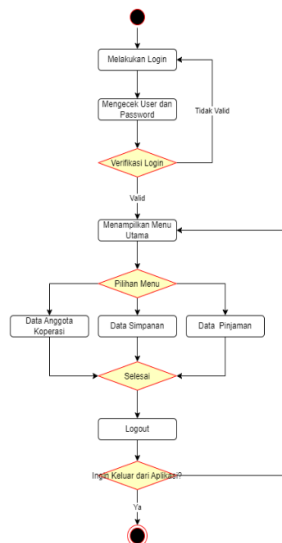 Melakukan Login
Mengecek User dan
Password
Tidak Valid
Verifikasi Login
Valid
Menampilkan Menu
Utama
Pilihan Menu
Data Anggota
Koperasi
Data Simpanan
Data Pinjaman
Selesai
Logout
Ingin Keluar dari Aplikasi?
Ya